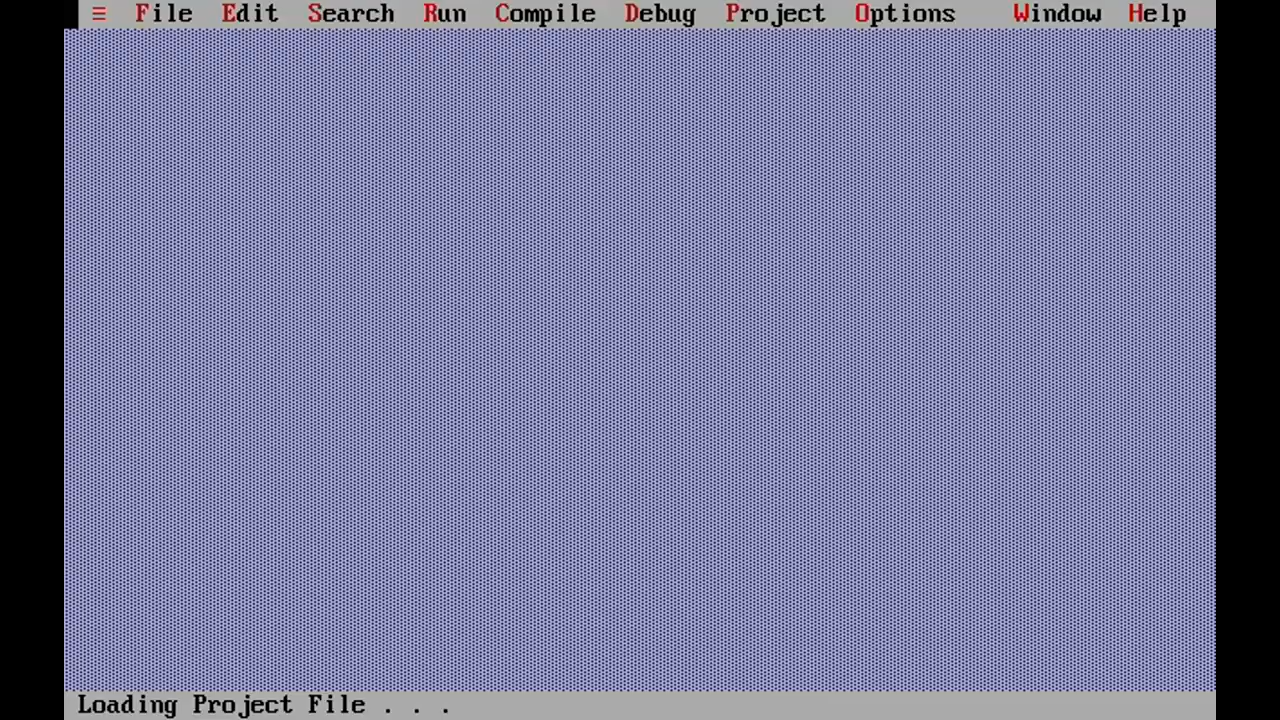 ≡ File Edit Search Run Compile Debug Project Options Window Help
Loading Project File . . .